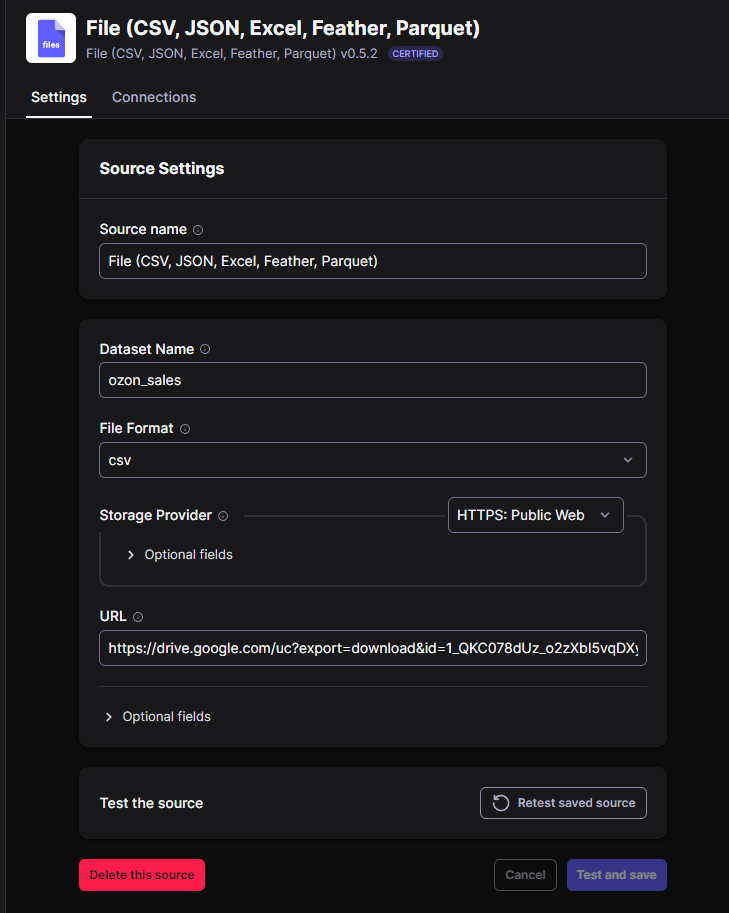 files
File (CSV, JSON, Excel, Feather, Parquet)
File (CSV, JSON, Excel, Feather, Parquet) v0.5.2 CERTIFIED
Settings Connections
Source Settings
Source name
File (CSV, JSON, Excel, Feather, Parquet)
Dataset Name
ozon_sales
File Format
csv
Storage Provider HTTPS: Public Web
Optional fields
URL
https://drive.google.com/uc?export=download&id=1_QKC078dUz_o2zXbI5vqDXy
Optional fields
Test the source Retest saved source
Delete this source Cancel Test and save